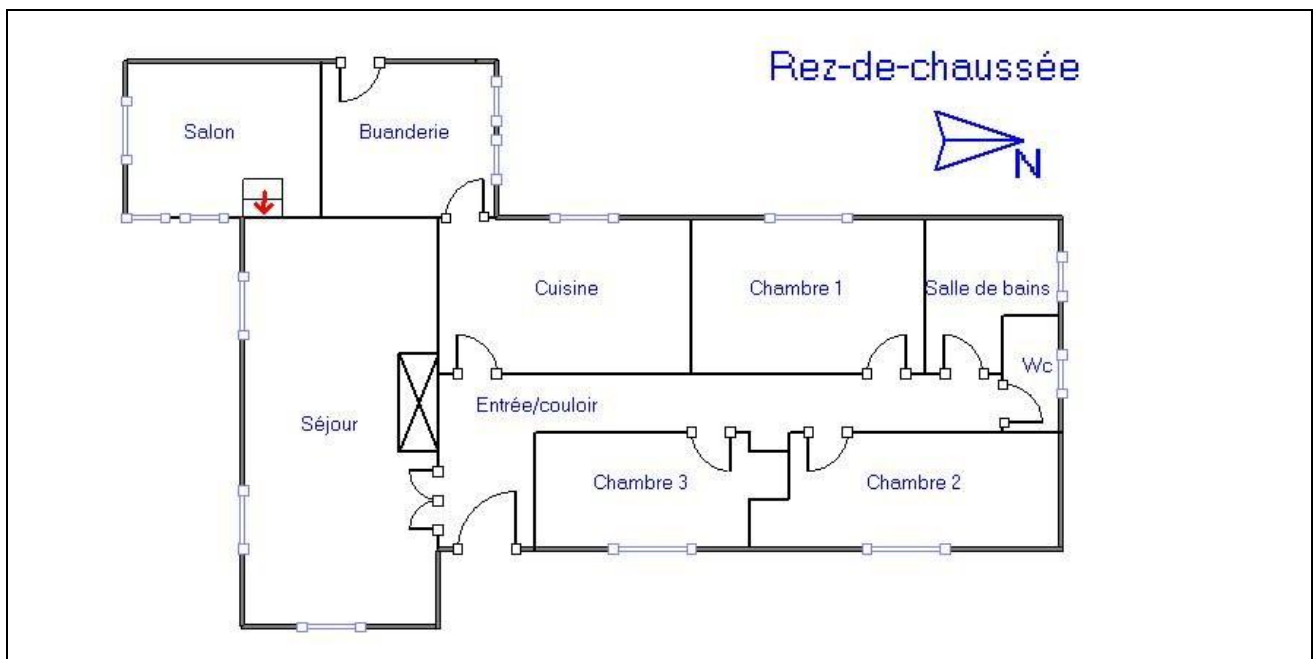 Rez-de-chaussée
N
Salon
Buanderie
Cuisine
Chambre 1
Salle de bains
Wc
Entrée/couloir
Séjour
Chambre 3
Chambre 2